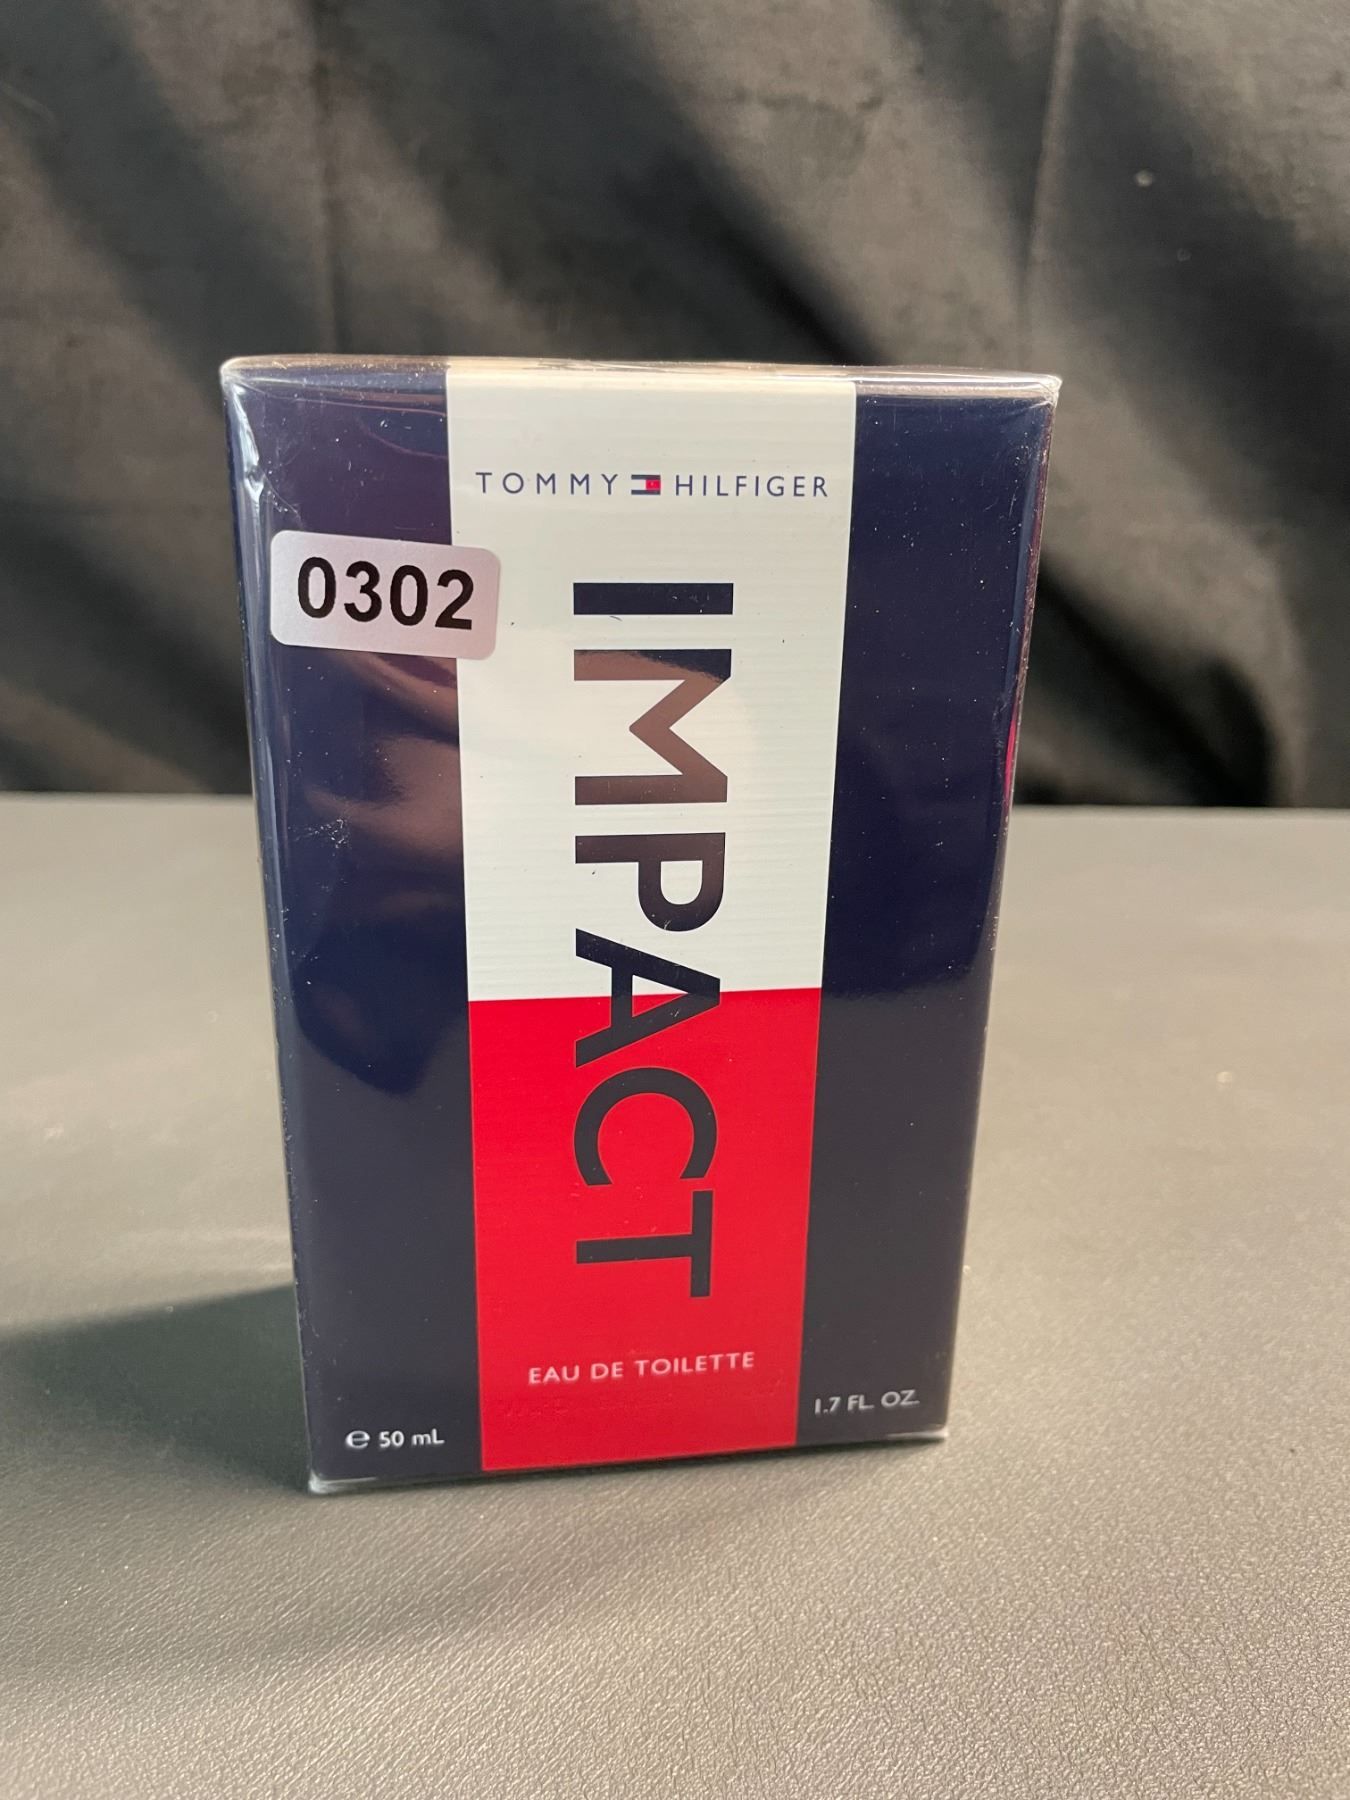 TOMMY HILFIGER
0302
IMPACT
EAU DE TOILETTE
℮ 50 mL
1.7 FL. OZ.